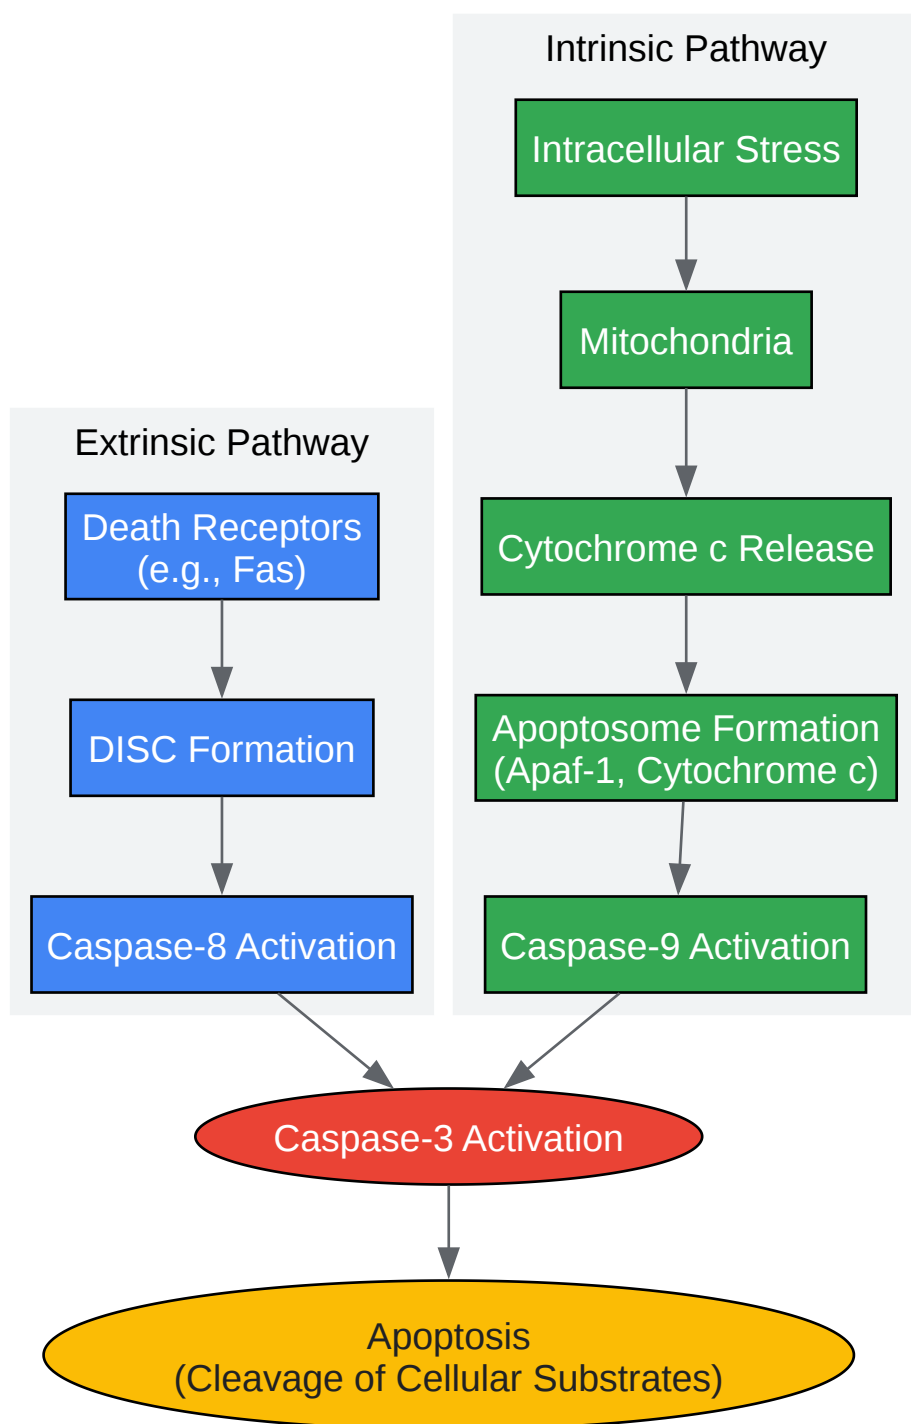 Intrinsic Pathway
Intracellular Stress
Mitochondria
Cytochrome c Release
Apoptosome Formation
(Apaf-1, Cytochrome c)
Caspase-9 Activation
Extrinsic Pathway
Death Receptors
(e.g., Fas)
DISC Formation
Caspase-8 Activation
Caspase-3 Activation
Apoptosis
(Cleavage of Cellular Substrates)